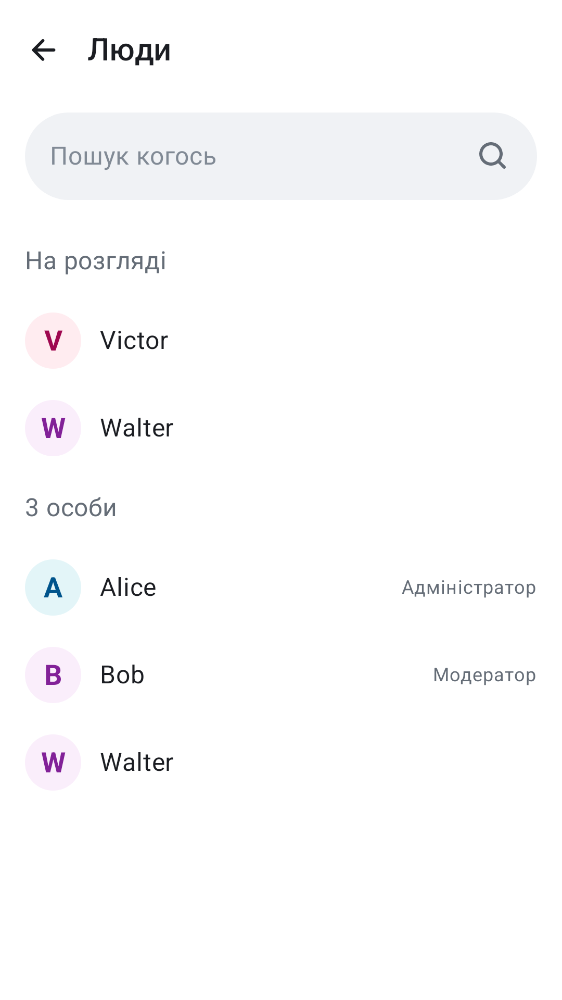 Люди
Пошук когось
На розгляді
V Victor
W Walter
3 особи
A Alice Адміністратор
B Bob Модератор
W Walter